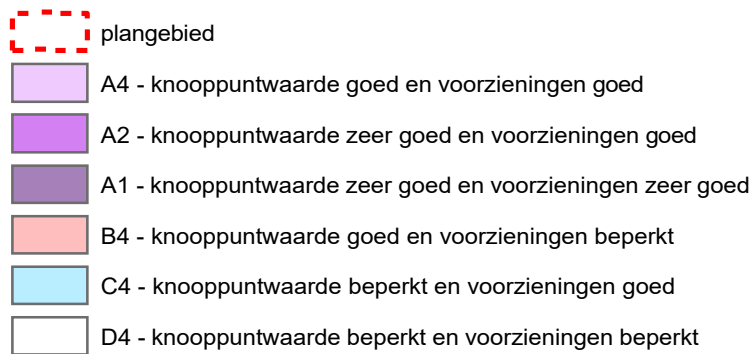 plangebied
A4 - knooppuntwaarde goed en voorzieningen goed
A2 - knooppuntwaarde zeer goed en voorzieningen goed
A1 - knooppuntwaarde zeer goed en voorzieningen zeer goed
B4 - knooppuntwaarde goed en voorzieningen beperkt
C4 - knooppuntwaarde beperkt en voorzieningen goed
D4 - knooppuntwaarde beperkt en voorzieningen beperkt